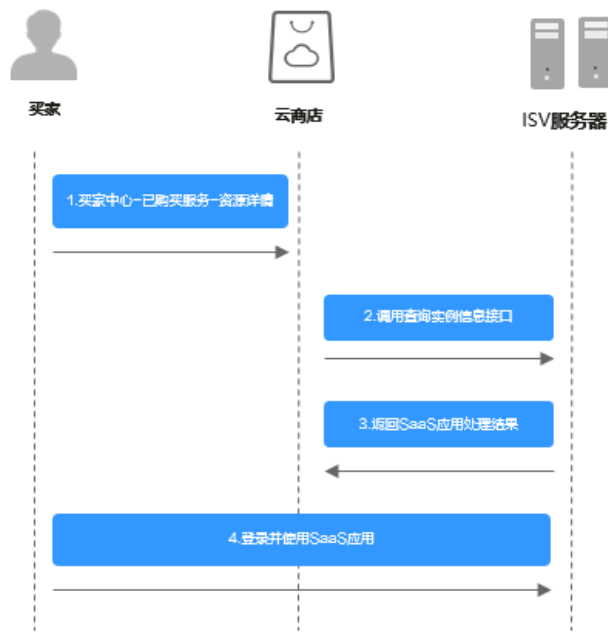 买家
云商店
ISV服务器
1.买家中心-已购买服务-资源详情
2.调用查询实例信息接口
3.返回SaaS应用处理结果
4.登录并使用SaaS应用